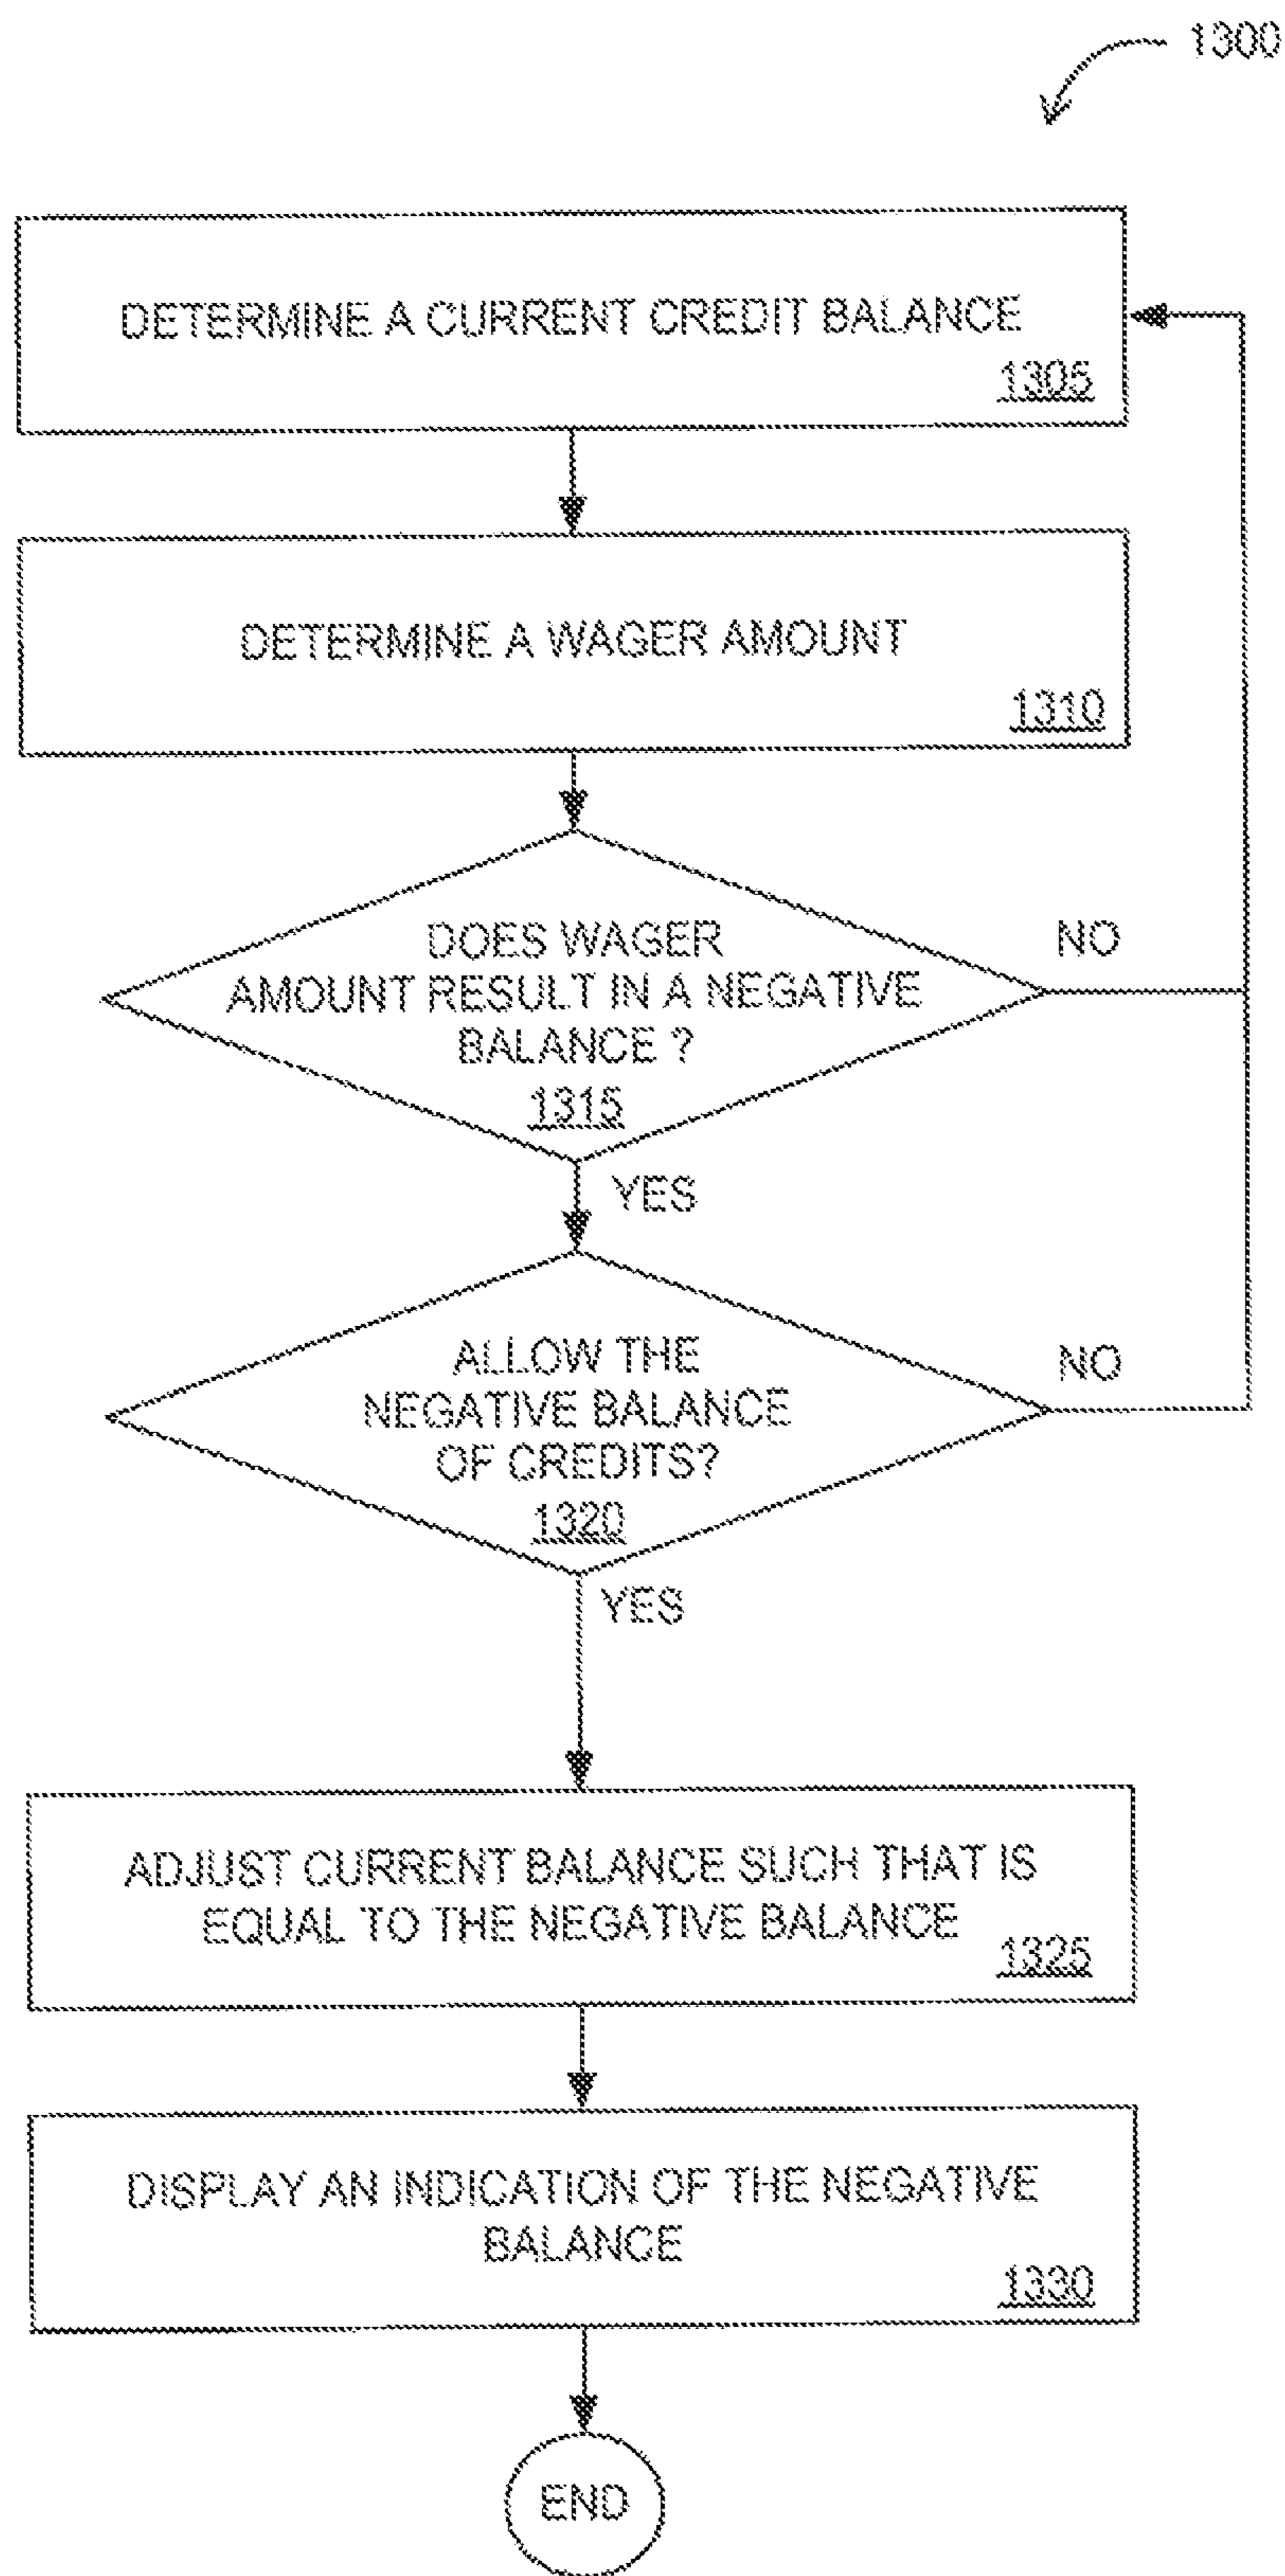 1300
DETERMINE A CURRENT CREDIT BALANCE
1305
DETERMINE A WAGER AMOUNT
1310
DOES WAGER
AMOUNT RESULT IN A NEGATIVE
BALANCE ?
1315
NO
YES
ALLOW THE
NEGATIVE BALANCE
OF CREDITS?
1320
NO
YES
ADJUST CURRENT BALANCE SUCH THAT IS
EQUAL TO THE NEGATIVE BALANCE
1325
DISPLAY AN INDICATION OF THE NEGATIVE
BALANCE
1330
END